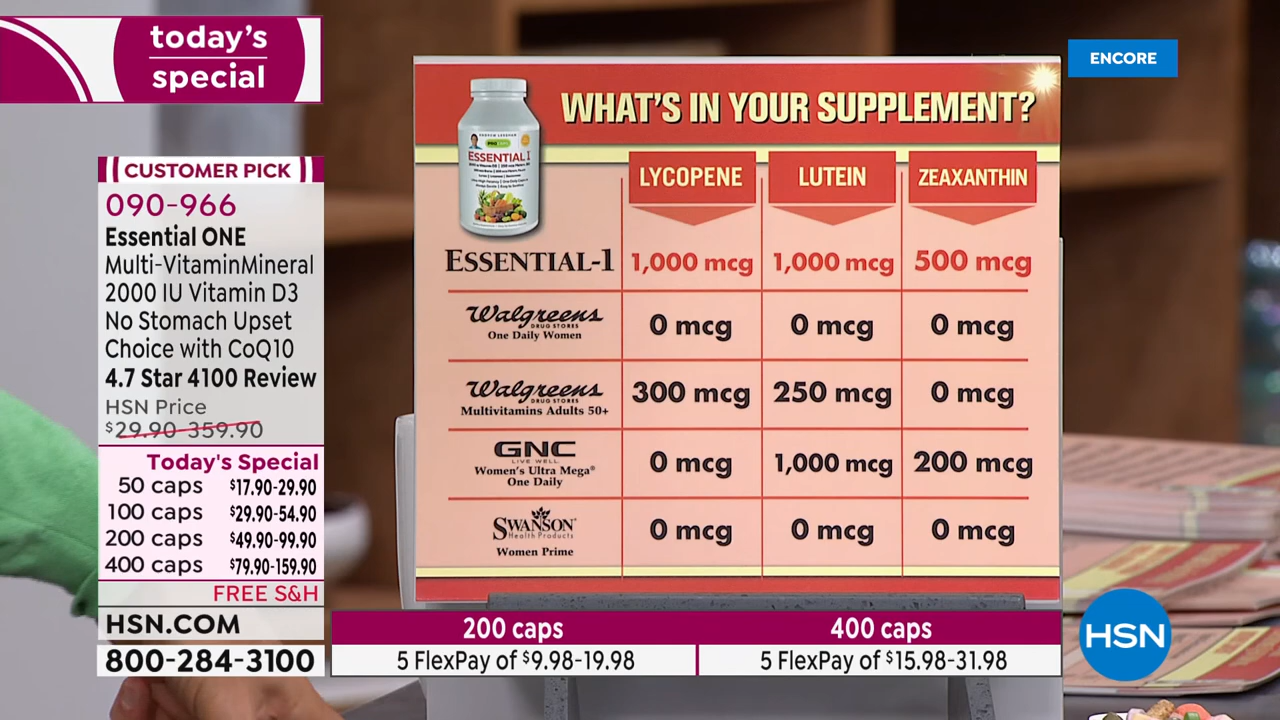 today's
special
ENCORE
CUSTOMER PICK
090-966
Essential ONE
Multi-VitaminMineral
2000 IU Vitamin D3
No Stomach Upset
Choice with CoQ10
4.7 Star 4100 Review
HSN Price
$29.90-359.90
Today's Special
50 caps $17.90-29.90
100 caps $29.90-54.90
200 caps $49.90-99.90
400 caps $79.90-159.90
FREE S&H
HSN.COM
800-284-3100
WHAT'S IN YOUR SUPPLEMENT?
ANDREW LESSMAN
PROCAPS
ESSENTIAL 1
LYCOPENE LUTEIN ZEAXANTHIN
ESSENTIAL-1 1,000 mcg 1,000 mcg 500 mcg
Walgreens
DRUG STORES
One Daily Women
0 mcg 0 mcg 0 mcg
Walgreens
DRUG STORES
Multivitamins Adults 50+
300 mcg 250 mcg 0 mcg
GNC
LIVE WELL
Women's Ultra Mega®
One Daily
0 mcg 1,000 mcg 200 mcg
SWANSON®
Health Products
Women Prime
0 mcg 0 mcg 0 mcg
200 caps 400 caps
5 FlexPay of $9.98-19.98 5 FlexPay of $15.98-31.98
HSN